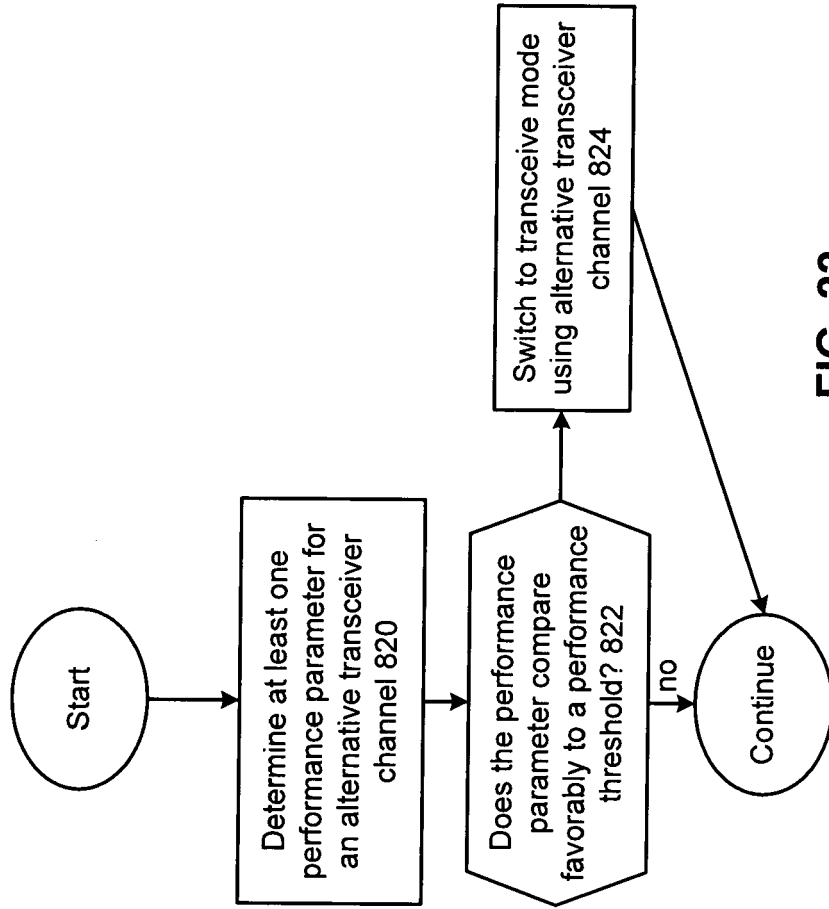 Start
Determine at least one
performance parameter for
an alternative transceiver
channel 820
Does the performance
parameter compare
favorably to a performance
threshold? 822
no
Switch to transceive mode
using alternative transceiver
channel 824
Continue
FIG.